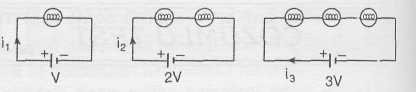 i₁ + − V
i₂ + − 2V
i₃ + − 3V